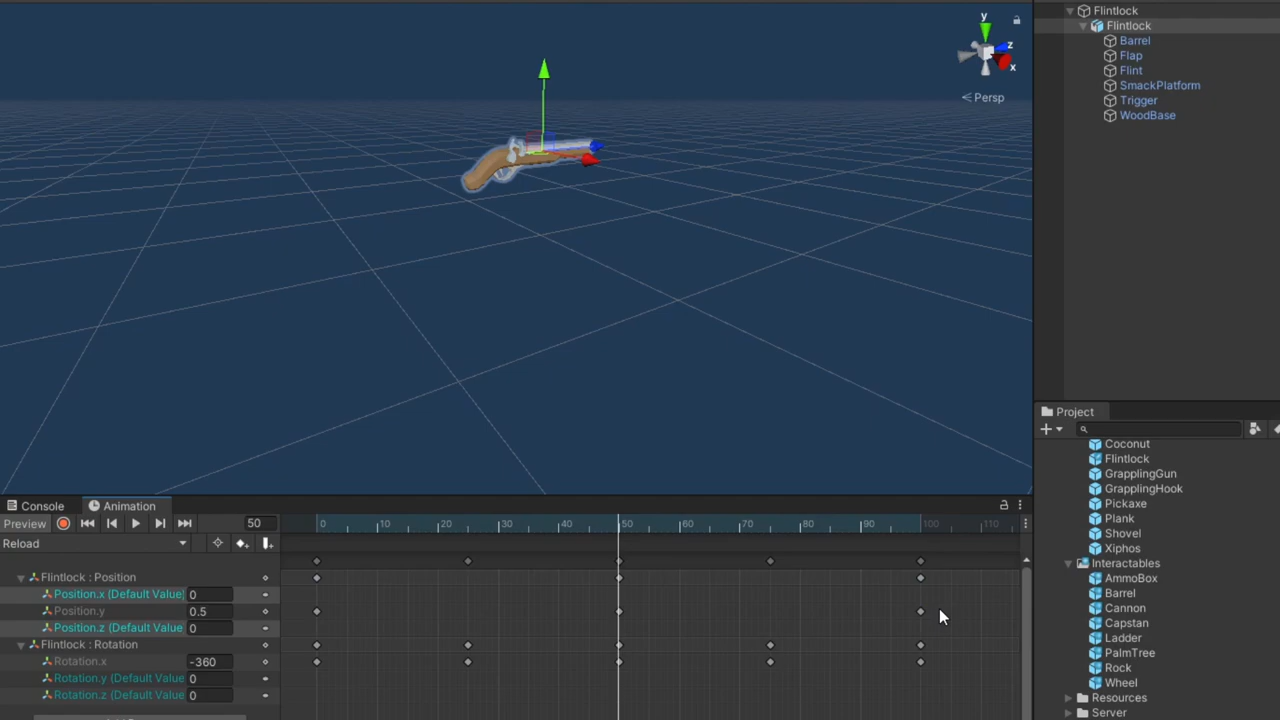 y
z
x
< Persp
Flintlock
Flintlock
Barrel
Flap
Flint
SmackPlatform
Trigger
WoodBase
Project
Coconut
Flintlock
GrapplingGun
GrapplingHook
Pickaxe
Plank
Shovel
Xiphos
Interactables
AmmoBox
Barrel
Cannon
Capstan
Ladder
PalmTree
Rock
Wheel
Resources
Server
Console Animation
Preview 50 0 10 20 30 40 50 60 70 80 90 100 110
Reload
Flintlock : Position
Position.x (Default Value) 0
Position.y 0.5
Position.z (Default Value 0
Flintlock : Rotation
Rotation.x -360
Rotation.y (Default Value 0
Rotation.z (Default Value 0